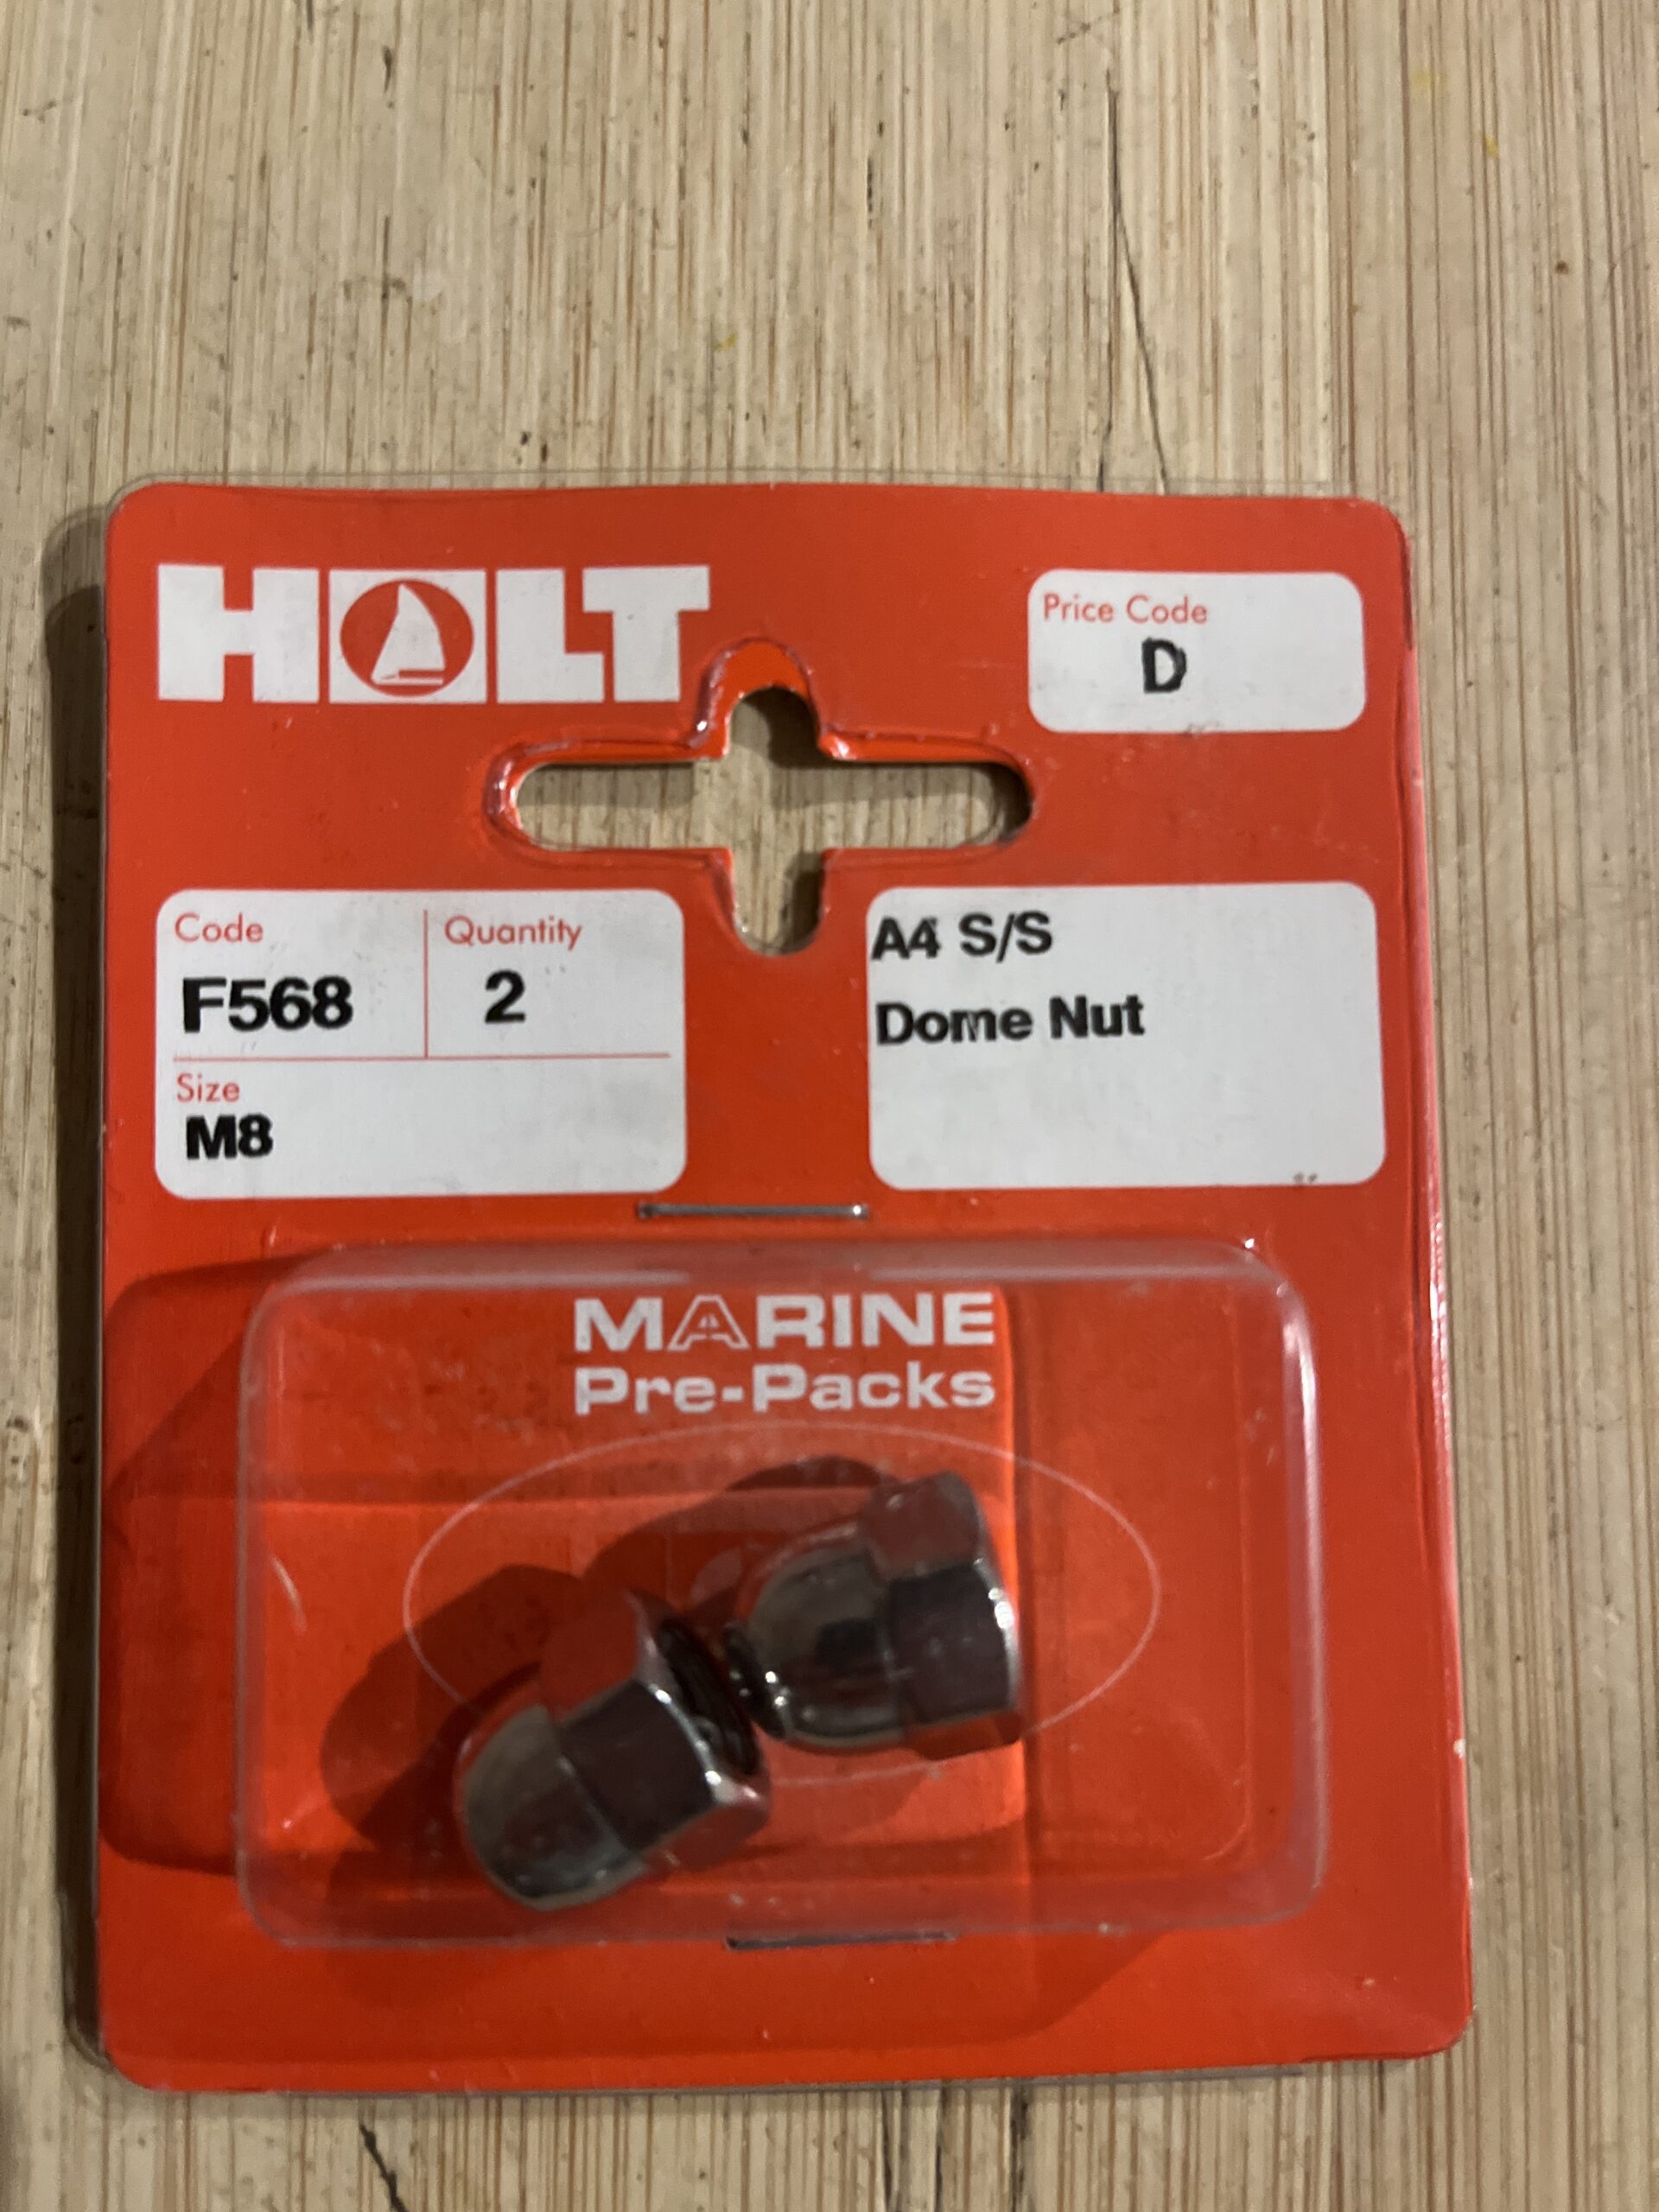 HOLT
Price Code
D
Code
F568
Quantity
2
Size
M8
A4 S/S
Dome Nut
MARINE
Pre-Packs